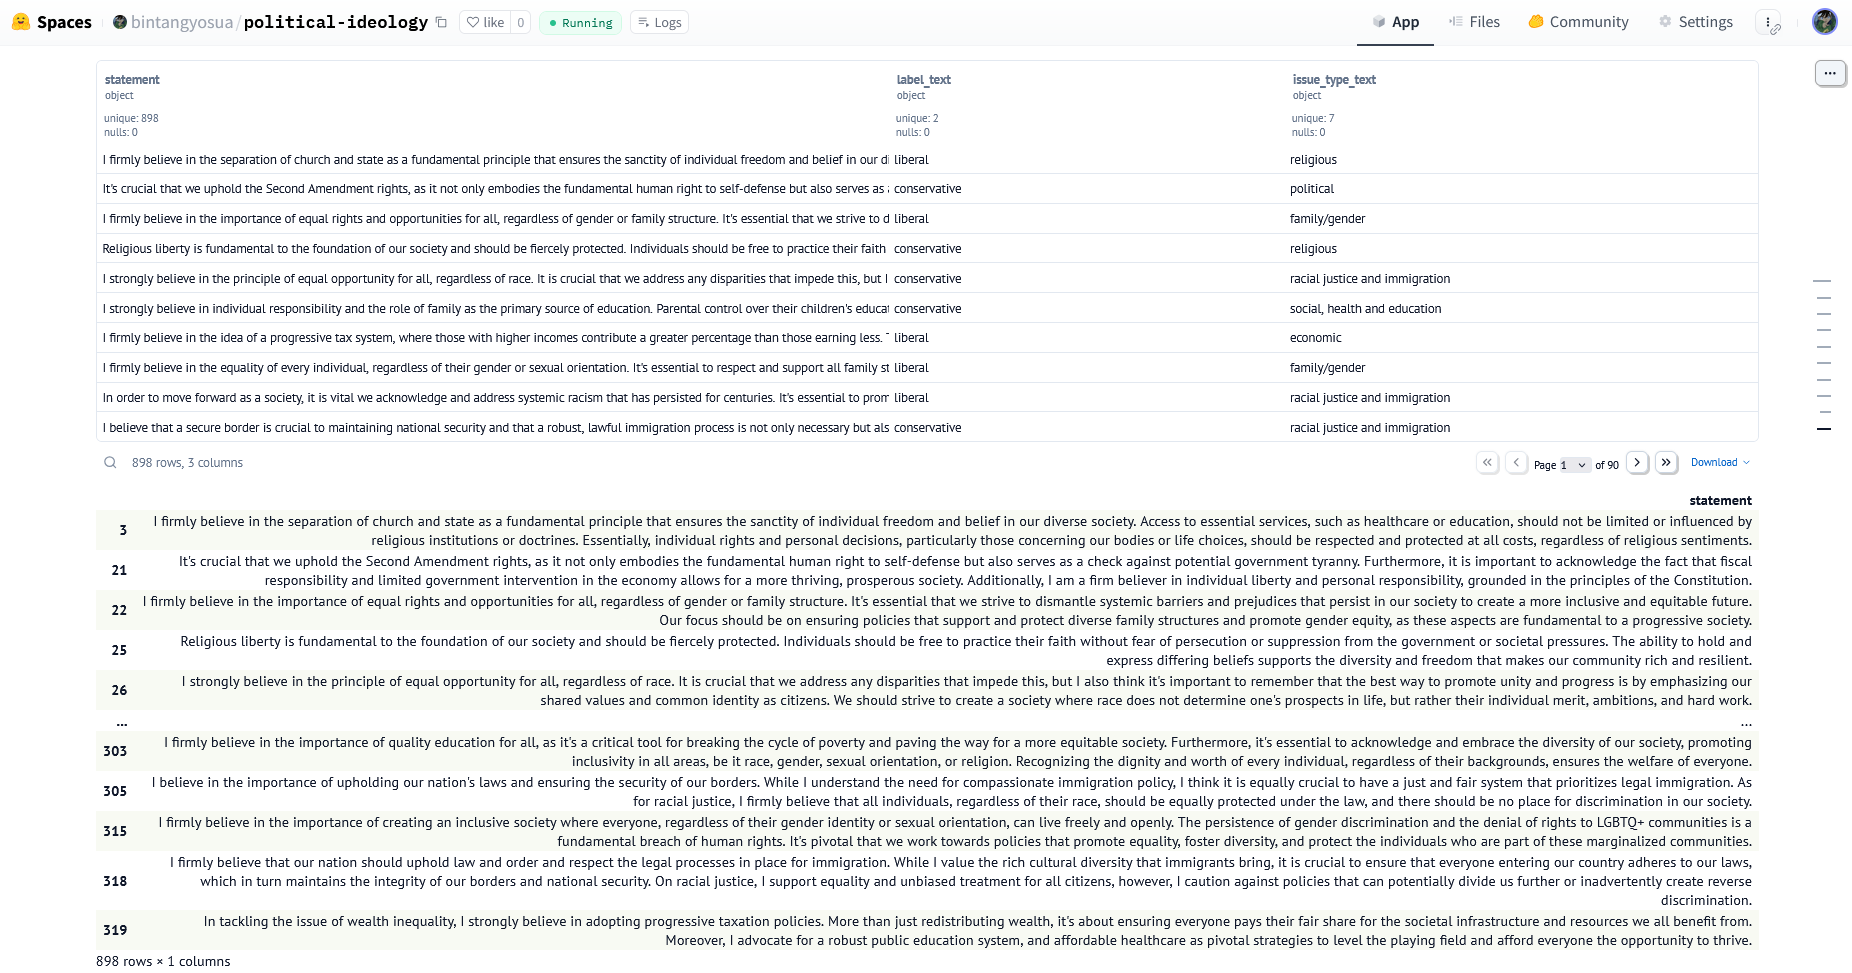 Spaces bintangyosua/political-ideology like 0 Running Logs App Files Community Settings
statement label_text issue_type_text
object object object
unique: 898 unique: 2 unique: 7
nulls: 0 nulls: 0 nulls: 0
I firmly believe in the separation of church and state as a fundamental principle that ensures the sanctity of individual freedom and belief in our di liberal religious
It's crucial that we uphold the Second Amendment rights, as it not only embodies the fundamental human right to self-defense but also serves as conservative political
I firmly believe in the importance of equal rights and opportunities for all, regardless of gender or family structure. It's essential that we strive to d liberal family/gender
Religious liberty is fundamental to the foundation of our society and should be fiercely protected. Individuals should be free to practice their faith conservative religious
I strongly believe in the principle of equal opportunity for all, regardless of race. It is crucial that we address any disparities that impede this, but I conservative racial justice and immigration
I strongly believe in individual responsibility and the role of family as the primary source of education. Parental control over their children's educat conservative social, health and education
I firmly believe in the idea of a progressive tax system, where those with higher incomes contribute a greater percentage than those earning less. liberal economic
I firmly believe in the equality of every individual, regardless of their gender or sexual orientation. It's essential to respect and support all family st liberal family/gender
In order to move forward as a society, it is vital we acknowledge and address systemic racism that has persisted for centuries. It's essential to prom liberal racial justice and immigration
I believe that a secure border is crucial to maintaining national security and that a robust, lawful immigration process is not only necessary but als conservative racial justice and immigration
898 rows, 3 columns Page 1 of 90 Download
statement
3 I firmly believe in the separation of church and state as a fundamental principle that ensures the sanctity of individual freedom and belief in our diverse society. Access to essential services, such as healthcare or education, should not be limited or influenced by
religious institutions or doctrines. Essentially, individual rights and personal decisions, particularly those concerning our bodies or life choices, should be respected and protected at all costs, regardless of religious sentiments.
21 It's crucial that we uphold the Second Amendment rights, as it not only embodies the fundamental human right to self-defense but also serves as a check against potential government tyranny. Furthermore, it is important to acknowledge the fact that fiscal
responsibility and limited government intervention in the economy allows for a more thriving, prosperous society. Additionally, I am a firm believer in individual liberty and personal responsibility, grounded in the principles of the Constitution.
22 I firmly believe in the importance of equal rights and opportunities for all, regardless of gender or family structure. It's essential that we strive to dismantle systemic barriers and prejudices that persist in our society to create a more inclusive and equitable future.
Our focus should be on ensuring policies that support and protect diverse family structures and promote gender equity, as these aspects are fundamental to a progressive society.
25 Religious liberty is fundamental to the foundation of our society and should be fiercely protected. Individuals should be free to practice their faith without fear of persecution or suppression from the government or societal pressures. The ability to hold and
express differing beliefs supports the diversity and freedom that makes our community rich and resilient.
26 I strongly believe in the principle of equal opportunity for all, regardless of race. It is crucial that we address any disparities that impede this, but I also think it's important to remember that the best way to promote unity and progress is by emphasizing our
shared values and common identity as citizens. We should strive to create a society where race does not determine one's prospects in life, but rather their individual merit, ambitions, and hard work.
... ...
303 I firmly believe in the importance of quality education for all, as it's a critical tool for breaking the cycle of poverty and paving the way for a more equitable society. Furthermore, it's essential to acknowledge and embrace the diversity of our society, promoting
inclusivity in all areas, be it race, gender, sexual orientation, or religion. Recognizing the dignity and worth of every individual, regardless of their backgrounds, ensures the welfare of everyone.
305 I believe in the importance of upholding our nation's laws and ensuring the security of our borders. While I understand the need for compassionate immigration policy, I think it is equally crucial to have a just and fair system that prioritizes legal immigration. As
for racial justice, I firmly believe that all individuals, regardless of their race, should be equally protected under the law, and there should be no place for discrimination in our society.
315 I firmly believe in the importance of creating an inclusive society where everyone, regardless of their gender identity or sexual orientation, can live freely and openly. The persistence of gender discrimination and the denial of rights to LGBTQ+ communities is a
fundamental breach of human rights. It's pivotal that we work towards policies that promote equality, foster diversity, and protect the individuals who are part of these marginalized communities.
318 I firmly believe that our nation should uphold law and order and respect the legal processes in place for immigration. While I value the rich cultural diversity that immigrants bring, it is crucial to ensure that everyone entering our country adheres to our laws,
which in turn maintains the integrity of our borders and national security. On racial justice, I support equality and unbiased treatment for all citizens, however, I caution against policies that can potentially divide us further or inadvertently create reverse
discrimination.
319 In tackling the issue of wealth inequality, I strongly believe in adopting progressive taxation policies. More than just redistributing wealth, it's about ensuring everyone pays their fair share for the societal infrastructure and resources we all benefit from.
Moreover, I advocate for a robust public education system, and affordable healthcare as pivotal strategies to level the playing field and afford everyone the opportunity to thrive.
898 rows × 1 columns